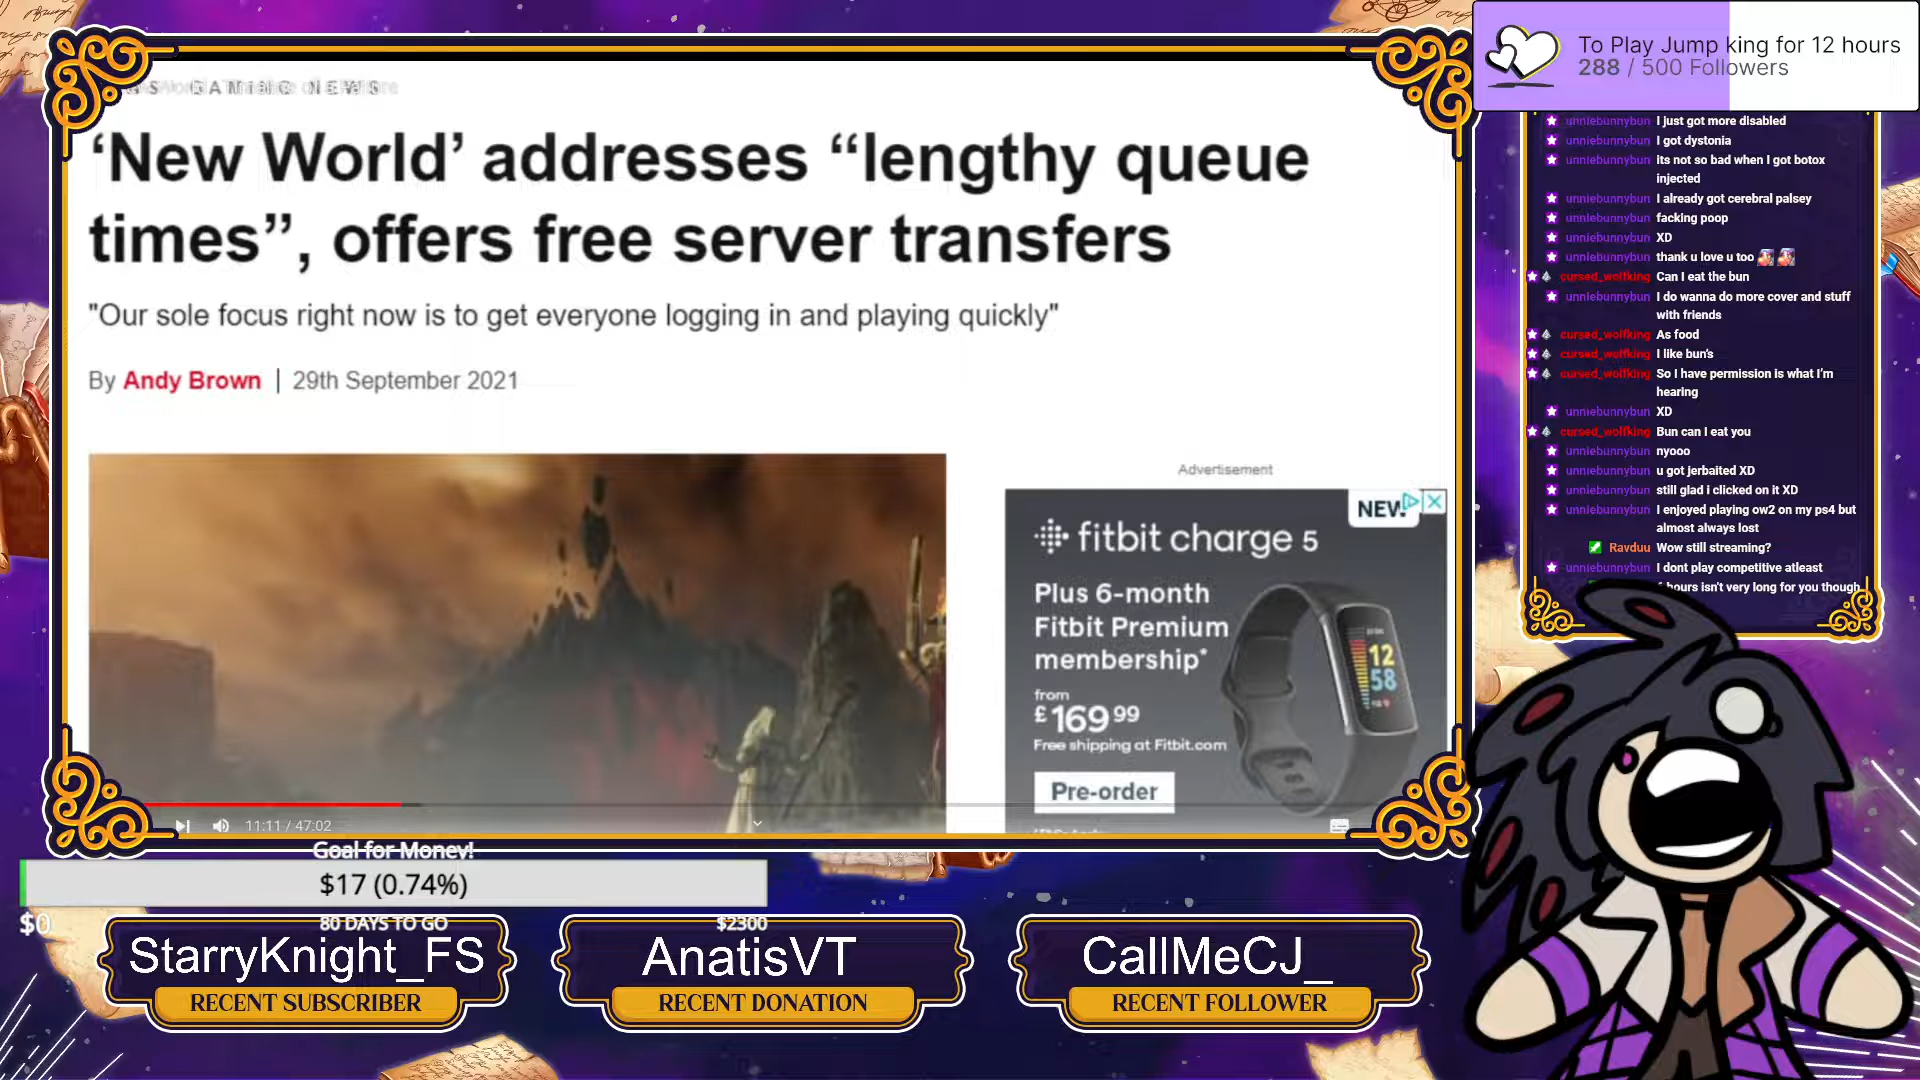 To Play Jump king for 12 hours
288 / 500 Followers
'New World' addresses “lengthy queue
times”, offers free server transfers
"Our sole focus right now is to get everyone logging in and playing quickly"
By Andy Brown | 29th September 2021
Advertisement
NEW
fitbit charge 5
Plus 6-month
Fitbit Premium
membership*
from
£169.99
Free shipping at Fitbit.com
Pre-order
12
58
11:11 / 47:02
unniebunnybun I just got more disabled
unniebunnybun I got dystonia
unniebunnybun its not so bad when I got botox
injected
unniebunnybun I already got cerebral palsey
unniebunnybun facking poop
unniebunnybun XD
unniebunnybun thank u love u too
cursed_wolfking Can I eat the bun
unniebunnybun I do wanna do more cover and stuff
with friends
cursed_wolfking As food
cursed_wolfking I like bun's
cursed_wolfking So I have permission is what I'm
hearing
unniebunnybun XD
cursed_wolfking Bun can I eat you
unniebunnybun nyooo
unniebunnybun u got jerbaited XD
unniebunnybun still glad i clicked on it XD
unniebunnybun I enjoyed playing ow2 on my ps4 but
almost always lost
Ravduu Wow still streaming?
unniebunnybun I dont play competitive atleast
hours isn't very long for you though
Goal for Money!
$17 (0.74%)
$0
80 DAYS TO GO
$2300
StarryKnight_FS
RECENT SUBSCRIBER
AnatisVT
RECENT DONATION
CallMeCJ_
RECENT FOLLOWER